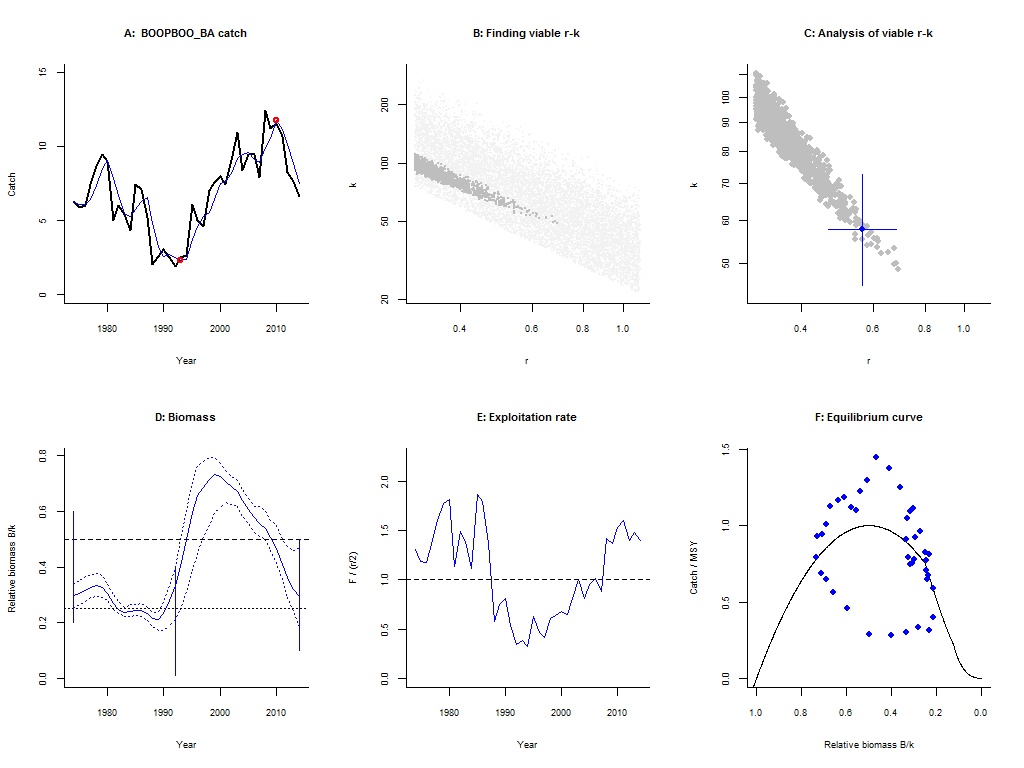 A: BOOPBOO_BA catch
B: Finding viable r-k
C: Analysis of viable r-k
Catch
15
10
5
0
1980 1990 2000 2010
Year
k
200
100
50
20
0.4 0.6 0.8 1.0
r
k
100
90
80
70
60
50
0.4 0.6 0.8 1.0
r
D: Biomass
E: Exploitation rate
F: Equilibrium curve
Relative biomass B/k
0.8
0.6
0.4
0.2
0.0
1980 1990 2000 2010
Year
F / (r/2)
2.0
1.5
1.0
0.5
0.0
1980 1990 2000 2010
Year
Catch / MSY
1.5
1.0
0.5
0.0
1.0 0.8 0.6 0.4 0.2 0.0
Relative biomass B/k